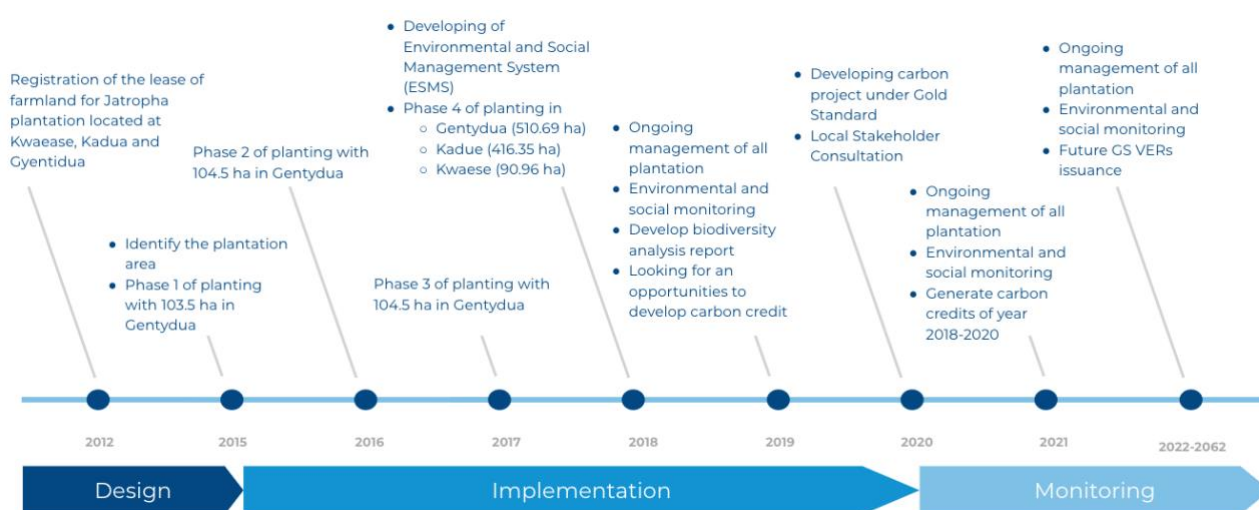 Registration of the lease of
farmland for Jatropha
plantation located at
Kwaease, Kadua and
Gyentidua
● Identify the plantation
area
● Phase 1 of planting
with 103.5 ha in
Gentydua
Phase 2 of planting with
104.5 ha in Gentydua
Phase 3 of planting with
104.5 ha in Gentydua
● Developing of
Environmental and Social
Management System
(ESMS)
● Phase 4 of planting in
○ Gentydua (510.69 ha)
○ Kadue (416.35 ha)
○ Kwaese (90.96 ha)
● Ongoing
management of all
plantation
● Environmental and
social monitoring
● Develop biodiversity
analysis report
● Looking for an
opportunities to
develop carbon credit
● Developing carbon
project under Gold
Standard
● Local Stakeholder
Consultation
● Ongoing
management of all
plantation
● Environmental and
social monitoring
● Generate carbon
credits of year
2018-2020
● Ongoing
management of all
plantation
● Environmental and
social monitoring
● Future GS VERs
issuance
2012
2015
2016
2017
2018
2019
2020
2021
2022-2062
Design
Implementation
Monitoring